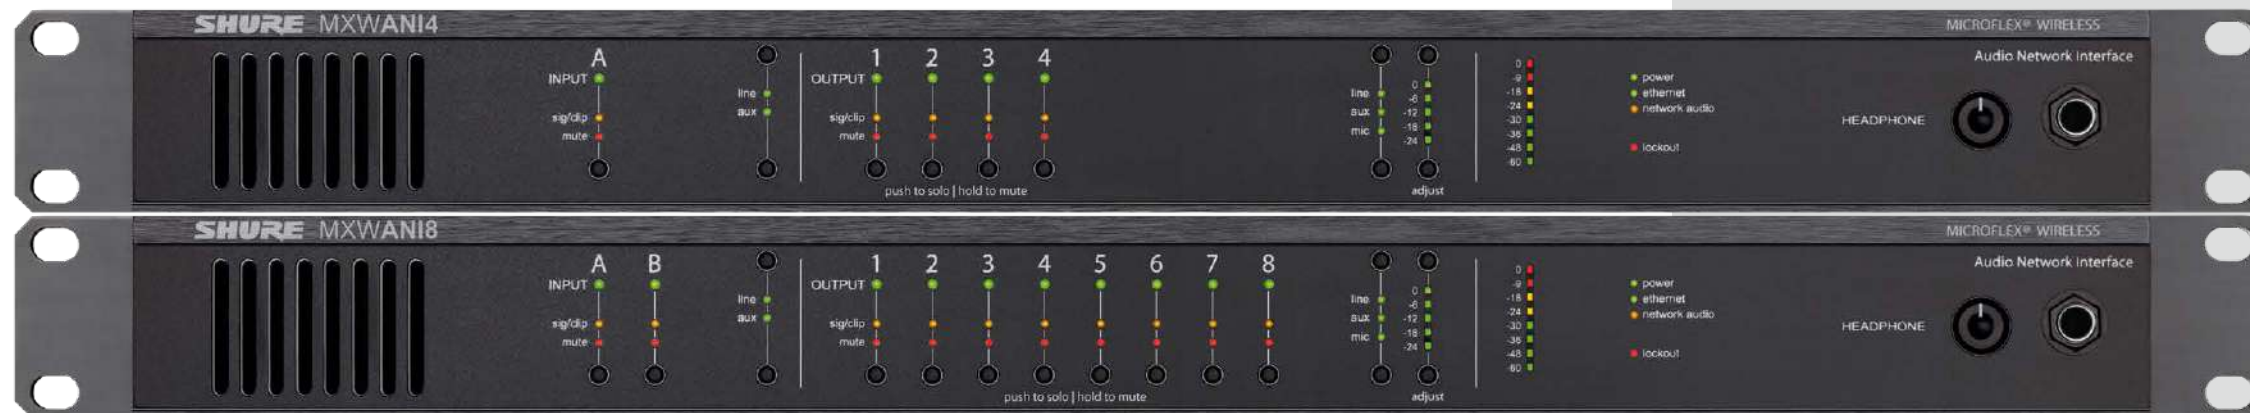 SHURE MXWANI4
MICROFLEX® WIRELESS
Audio Network Interface
A
INPUT
sig/clip
mute
line
aux
1 2 3 4
OUTPUT
sig/clip
mute
push to solo | hold to mute
line
aux
mic
0
-6
-12
-18
-24
adjust
0
-9
-18
-24
-30
-36
-48
-60
power
ethernet
network audio
lockout
HEADPHONE
SHURE MXWANI8
MICROFLEX® WIRELESS
Audio Network Interface
A B
INPUT
sig/clip
mute
line
aux
1 2 3 4 5 6 7 8
OUTPUT
sig/clip
mute
push to solo | hold to mute
line
aux
mic
0
-6
-12
-18
-24
adjust
0
-9
-18
-24
-30
-36
-48
-60
power
ethernet
network audio
lockout
HEADPHONE